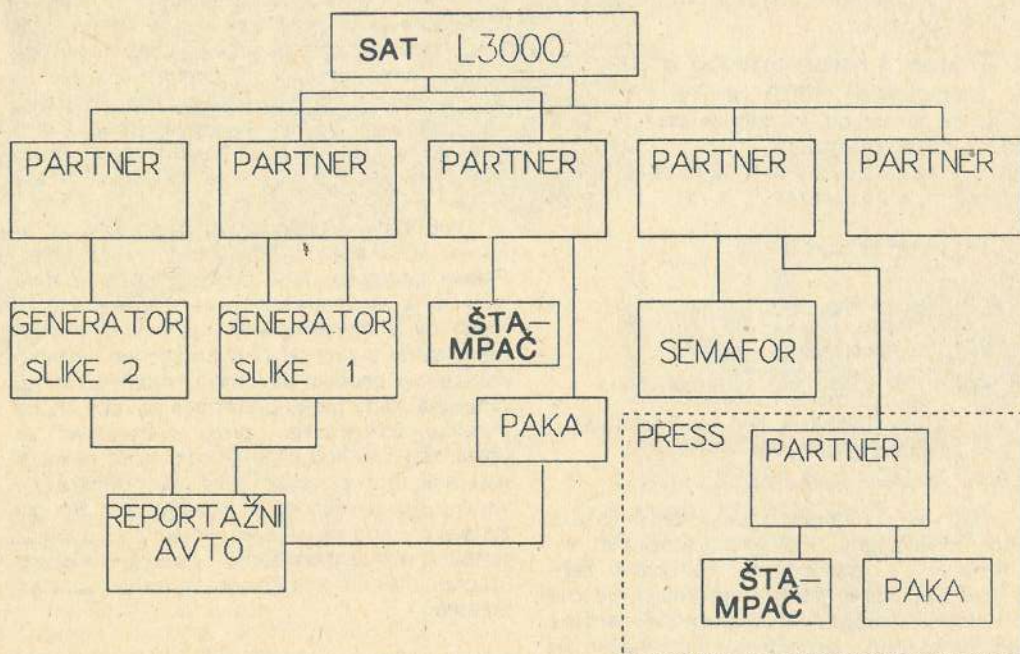 SAT L3000
PARTNER PARTNER PARTNER PARTNER PARTNER
GENERATOR
SLIKE 2
GENERATOR
SLIKE 1
ŠTA–
MPAČ
SEMAFOR
PAKA
PRESS
PARTNER
REPORTAŽNI
AVTO
ŠTA–
MPAČ
PAKA